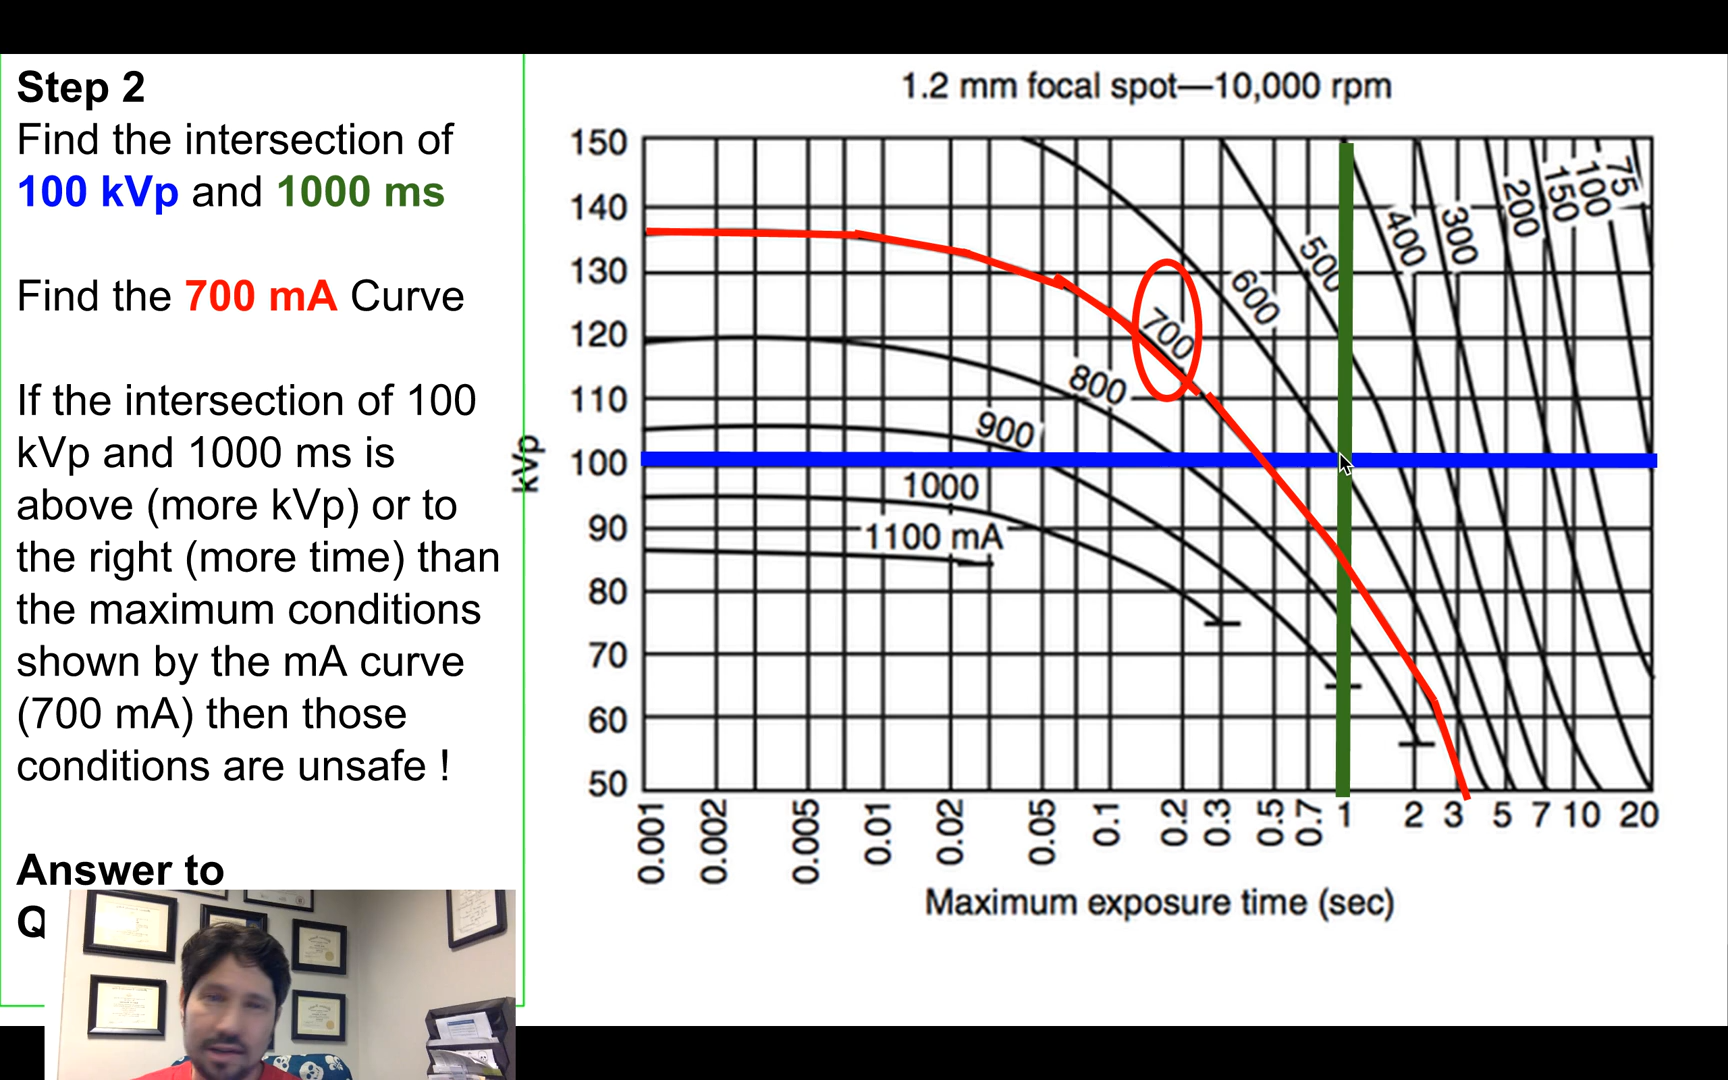 Step 2
Find the intersection of
100 kVp and 1000 ms
Find the 700 mA Curve
If the intersection of 100
kVp and 1000 ms is
above (more kVp) or to
the right (more time) than
the maximum conditions
shown by the mA curve
(700 mA) then those
conditions are unsafe !
Answer to
Q
1.2 mm focal spot—10,000 rpm
kVp
150
140
130
120
110
100
90
80
70
60
50
75
100
150
200
300
400
500
600
700
800
900
1000
1100 mA
0.001
0.002
0.005
0.01
0.02
0.05
0.1
0.2
0.3
0.5
0.7
1
2
3
5
7
10
20
Maximum exposure time (sec)